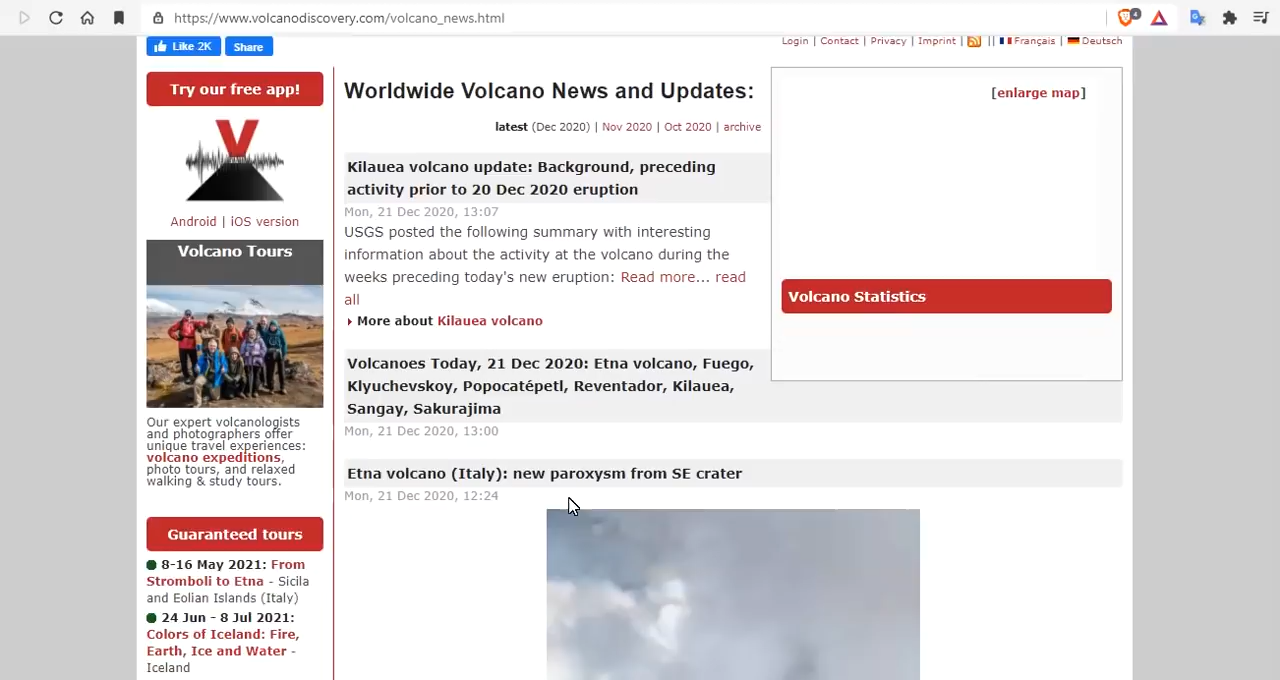 https://www.volcanodiscovery.com/volcano_news.html
4
Like 2K
Share
Login | Contact | Privacy | Imprint | || Français | Deutsch
Try our free app!
V
Android | iOS version
Volcano Tours
Our expert volcanologists
and photographers offer
unique travel experiences:
volcano expeditions,
photo tours, and relaxed
walking & study tours.
Guaranteed tours
8-16 May 2021: From
Stromboli to Etna - Sicila
and Eolian Islands (Italy)
24 Jun - 8 Jul 2021:
Colors of Iceland: Fire,
Earth, Ice and Water -
Iceland
Worldwide Volcano News and Updates:
latest (Dec 2020) | Nov 2020 | Oct 2020 | archive
Kilauea volcano update: Background, preceding
activity prior to 20 Dec 2020 eruption
Mon, 21 Dec 2020, 13:07
USGS posted the following summary with interesting
information about the activity at the volcano during the
weeks preceding today's new eruption: Read more... read
all
More about Kilauea volcano
Volcanoes Today, 21 Dec 2020: Etna volcano, Fuego,
Klyuchevskoy, Popocatépetl, Reventador, Kilauea,
Sangay, Sakurajima
Mon, 21 Dec 2020, 13:00
Etna volcano (Italy): new paroxysm from SE crater
Mon, 21 Dec 2020, 12:24
[enlarge map]
Volcano Statistics